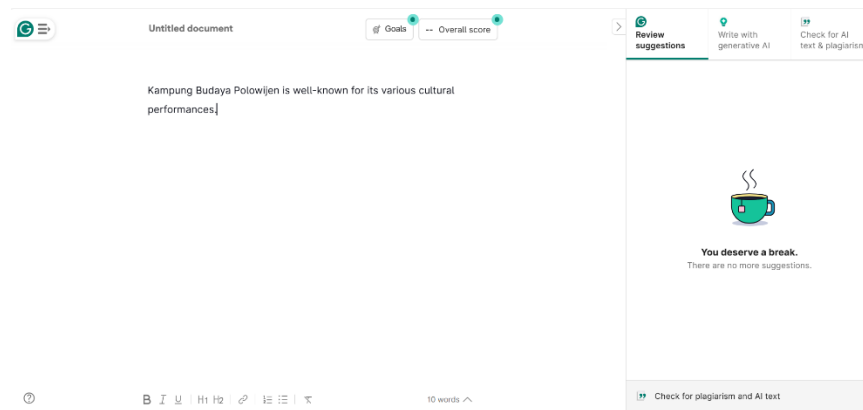 Untitled document
Goals
-- Overall score
Review
suggestions
Write with
generative AI
Check for AI
text & plagiarism
Kampung Budaya Polowijen is well-known for its various cultural
performances.
You deserve a break.
There are no more suggestions.
B I U H1 H2
10 words
Check for plagiarism and AI text